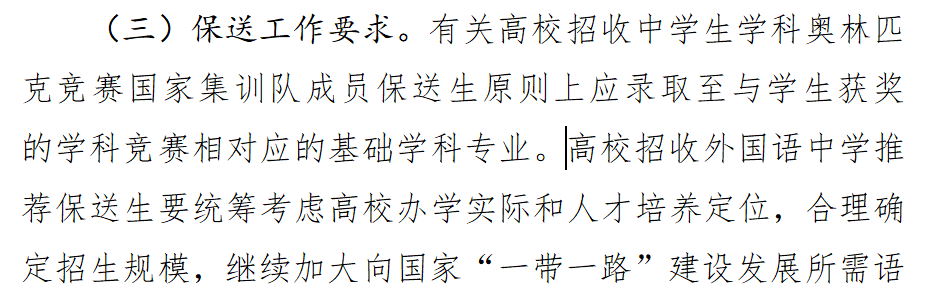 （三）保送工作要求。有关高校招收中学生学科奥林匹
克竞赛国家集训队成员保送生原则上应录取至与学生获奖
的学科竞赛相对应的基础学科专业。高校招收外国语中学推
荐保送生要统筹考虑高校办学实际和人才培养定位，合理确
定招生规模，继续加大向国家“一带一路”建设发展所需语